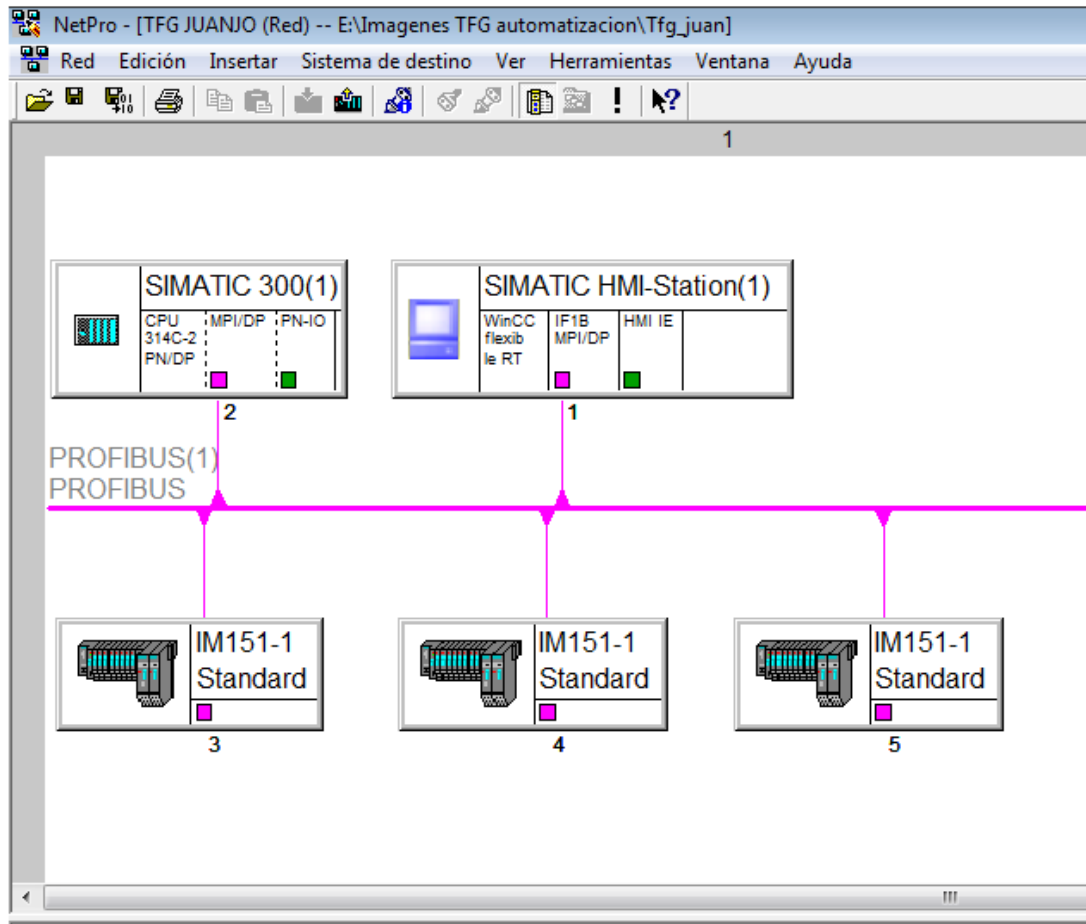 NetPro - [TFG JUANJO (Red) -- E:\Imagenes TFG automatizacion\Tfg_juan]
Red Edición Insertar Sistema de destino Ver Herramientas Ventana Ayuda
1
SIMATIC 300(1)
CPU 314C-2 PN/DP
MPI/DP
PN-IO
2
SIMATIC HMI-Station(1)
WinCC flexib le RT
IF1B MPI/DP
HMI IE
1
PROFIBUS(1)
PROFIBUS
IM151-1
Standard
3
IM151-1
Standard
4
IM151-1
Standard
5